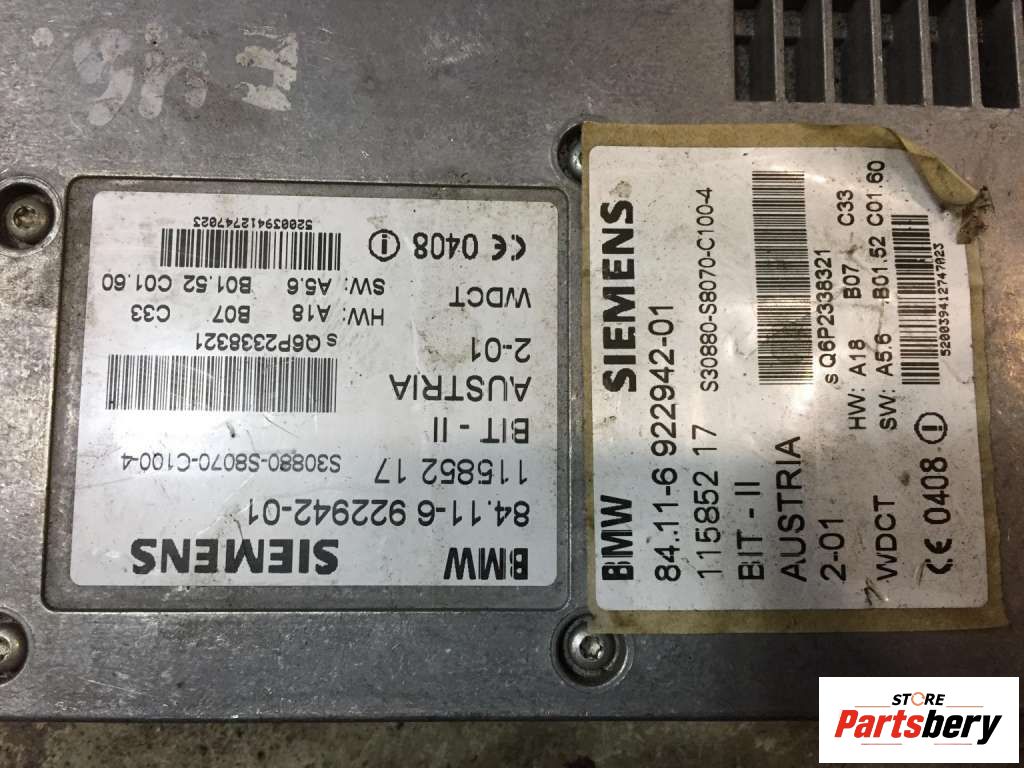 BMW SIEMENS
84.11-6 922942-01
115852 17 S30880-S8070-C100-4
BIT - II
AUSTRIA
2-01 s Q6P2338321
HW: A18 B07 C33
WDCT SW: A5.6 B01.52 C01.60
CE 0408
520039412747023
BMW SIEMENS
84.11-6 922942-01
115852 17 S30880-S8070-C100-4
BIT - II
AUSTRIA
2-01 s Q6P2338321
HW: A18 B07 C33
WDCT SW: A5.6 B01.52 C01.60
CE 0408
520039412747023
STORE
Partsbery